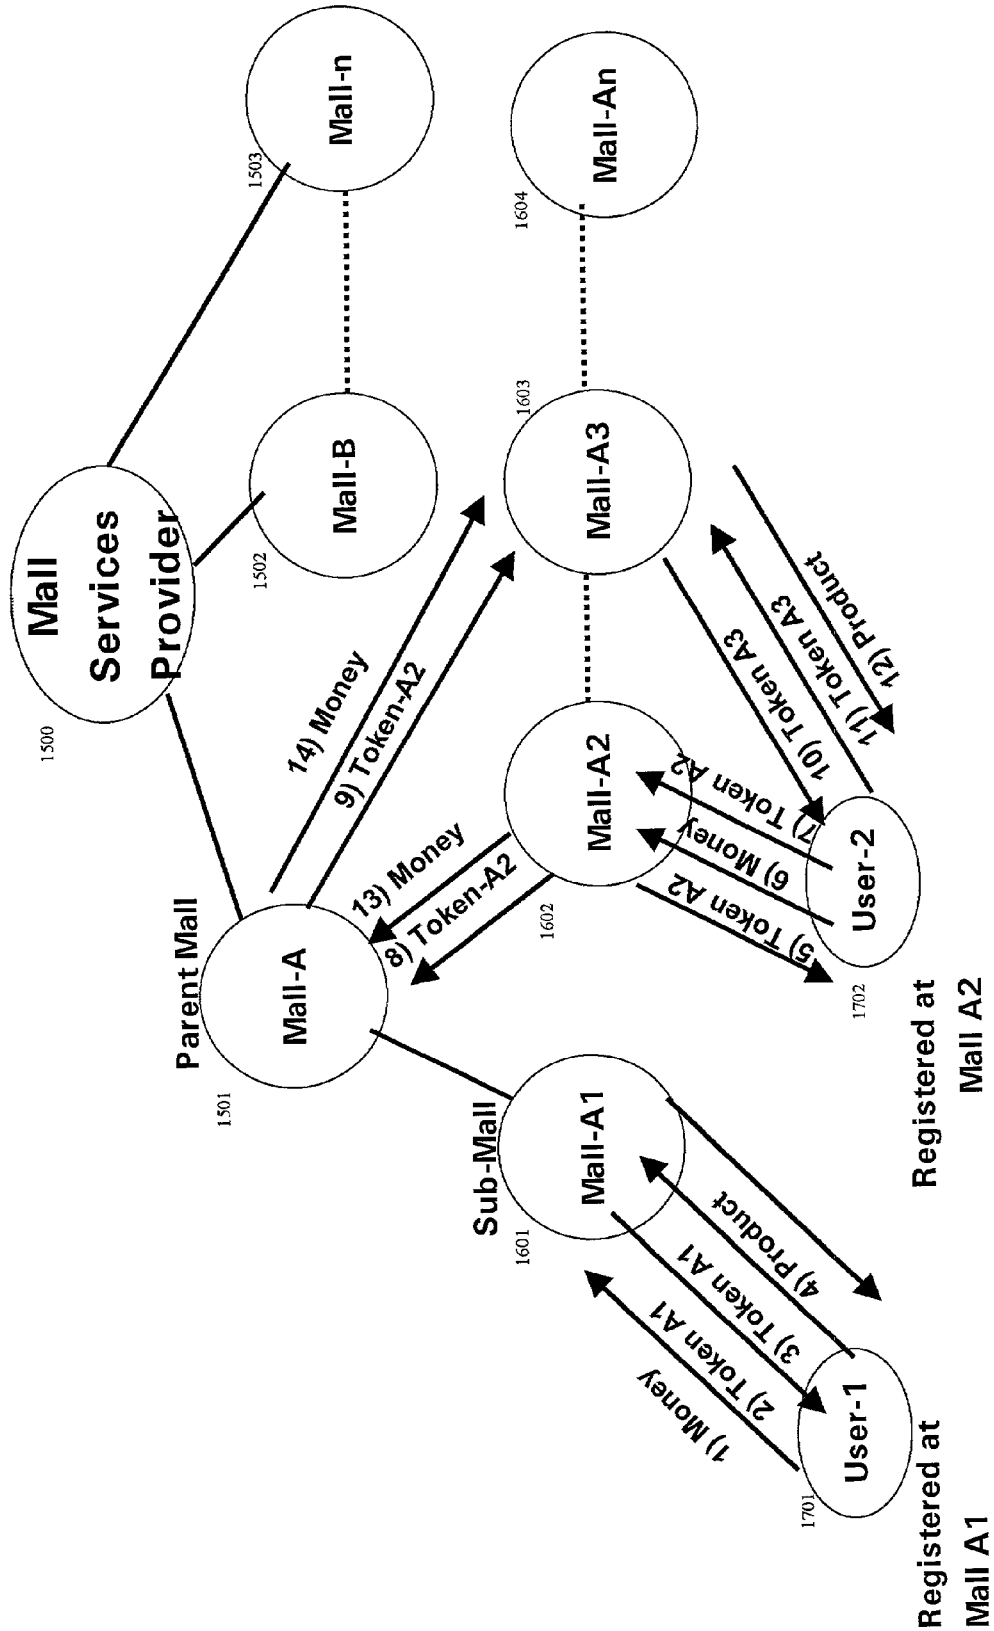 1500
Mall
Services
Provider
Parent Mall
1501
Mall-A
1502
Mall-B
1503
Mall-n
14) Money
9) Token-A2
13) Money
8) Token-A2
Sub-Mall
1601
Mall-A1
1602
Mall-A2
1603
Mall-A3
1604
Mall-An
1) Money
2) Token A1
3) Token A1
4) Product
5) Token A2
6) Money
7) Token A2
10) Token A3
11) Token A3
12) Product
1701
User-1
Registered at
Mall A1
1702
User-2
Registered at
Mall A2